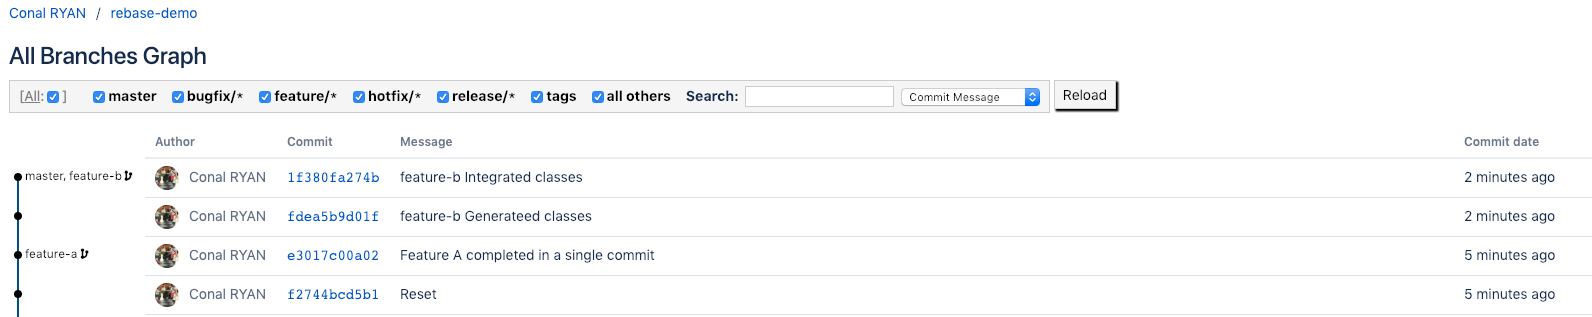 Conal RYAN / rebase-demo
All Branches Graph
[All: ] master bugfix/* feature/* hotfix/* release/* tags all others Search: Commit Message Reload
Author Commit Message Commit date
master, feature-b Conal RYAN 1f380fa274b feature-b Integrated classes 2 minutes ago
Conal RYAN fdea5b9d01f feature-b Generateed classes 2 minutes ago
feature-a Conal RYAN e3017c00a02 Feature A completed in a single commit 5 minutes ago
Conal RYAN f2744bcd5b1 Reset 5 minutes ago